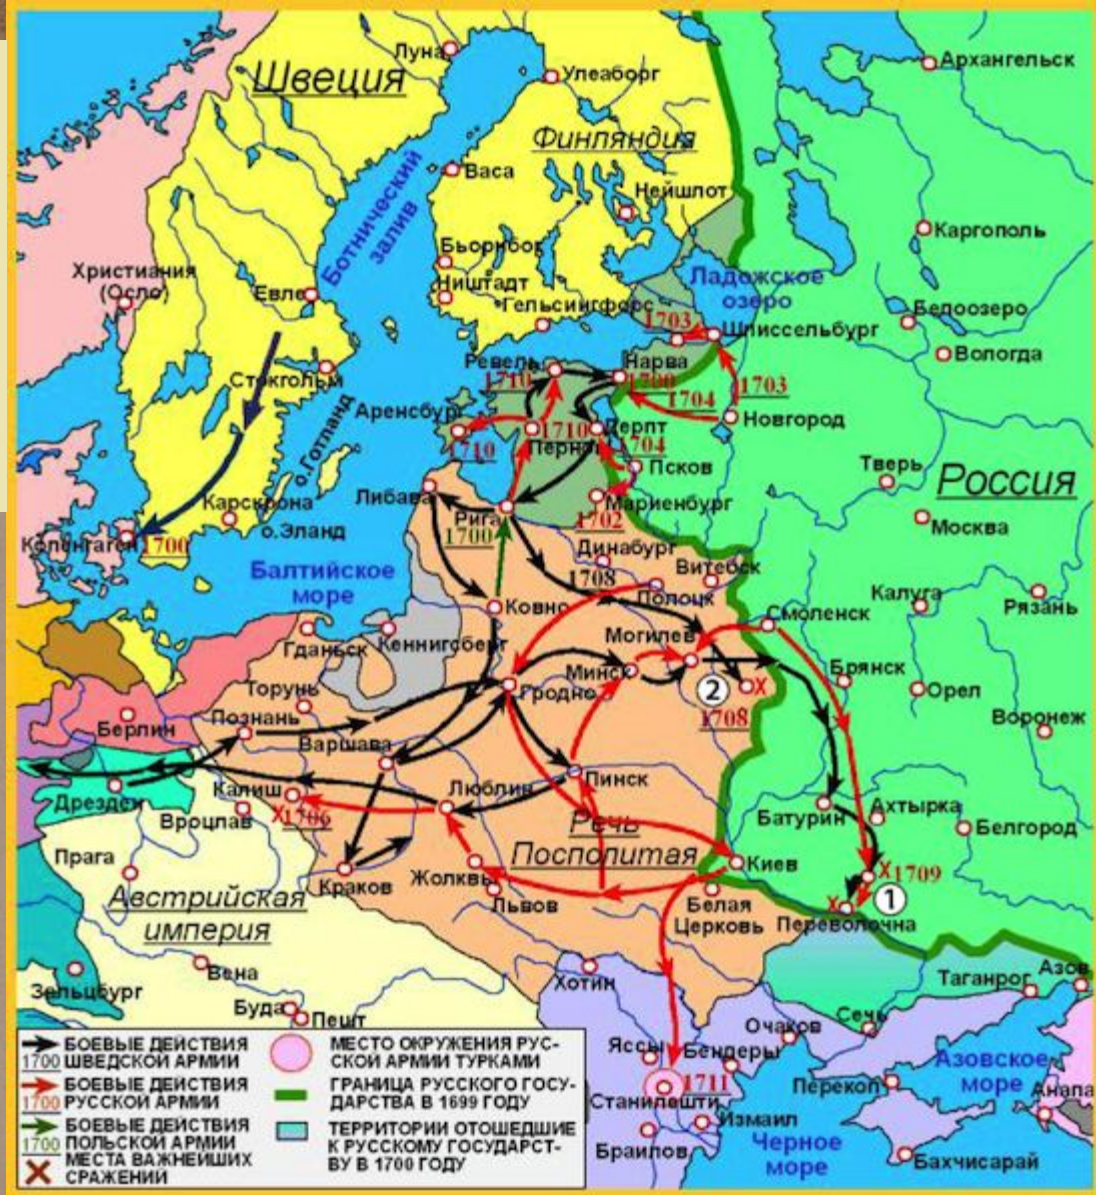 Швеция
Луна
Улеаборг
Архангельск
Финляндия
Ботнический
залив
Васа
Нейшлот
Каргополь
Бьорнборг
Ништадт
Гельсингфорс
Ладожское
озеро
Христиания
(Осло)
Евле
1703
Шлиссельбург
Белоозеро
Вологда
Стокгольм
Ревель
1710
Нарва
1700
1703
1704
Новгород
Аренсбург
1710
Пернов
1710
Дерпт
1704
Псков
Тверь
Россия
о.Готланд
Карскрона
о.Эланд
Либава
Рига
1700
Мариенбург
1702
Москва
Копенгаген
1700
Балтийское
море
Динабург
1708
Витебск
Полоцк
Калуга
Рязань
Ковно
Кеннигсберг
Гданьск
Смоленск
Могилев
Минск
Гродно
2
1708
Брянск
Орел
Воронеж
Торунь
Познань
Берлин
Варшава
Дрезден
Калиш
1706
Вроцлав
Люблин
Пинск
Речь
Посполитая
Батурин
Ахтырка
Белгород
Прага
Австрийская
империя
Краков
Жолквы
Львов
Киев
Белая
Церковь
1709
1
Переволочна
Зальцбург
Вена
Буда
Пешт
Хотин
Таганрог
Азов
Сечь
Очаков
Яссы
Бендеры
1711
Станилешти
Измаил
Браилов
Перекоп
Азовское
море
Анапа
Черное
море
Бахчисарай
1700
БОЕВЫЕ ДЕЙСТВИЯ
ШВЕДСКОЙ АРМИИ
1700
БОЕВЫЕ ДЕЙСТВИЯ
РУССКОЙ АРМИИ
1700
БОЕВЫЕ ДЕЙСТВИЯ
ПОЛЬСКОЙ АРМИИ
МЕСТА ВАЖНЕЙШИХ
СРАЖЕНИЙ
МЕСТО ОКРУЖЕНИЯ РУС-
СКОЙ АРМИИ ТУРКАМИ
ГРАНИЦА РУССКОГО ГОСУ-
ДАРСТВА В 1699 ГОДУ
ТЕРРИТОРИИ ОТОШЕДШИЕ
К РУССКОМУ ГОСУДАРСТ-
ВУ В 1700 ГОДУ